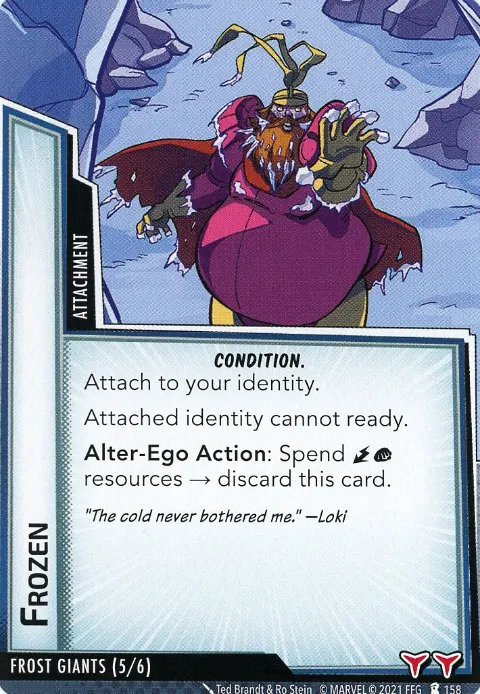 ATTACHMENT
CONDITION.
Attach to your identity.
Attached identity cannot ready.
Alter-Ego Action: Spend
resources → discard this card.
"The cold never bothered me." —Loki
FROZEN
FROST GIANTS (5/6)
Ted Brandt & Ro Stein © MARVEL © 2021 FFG 158